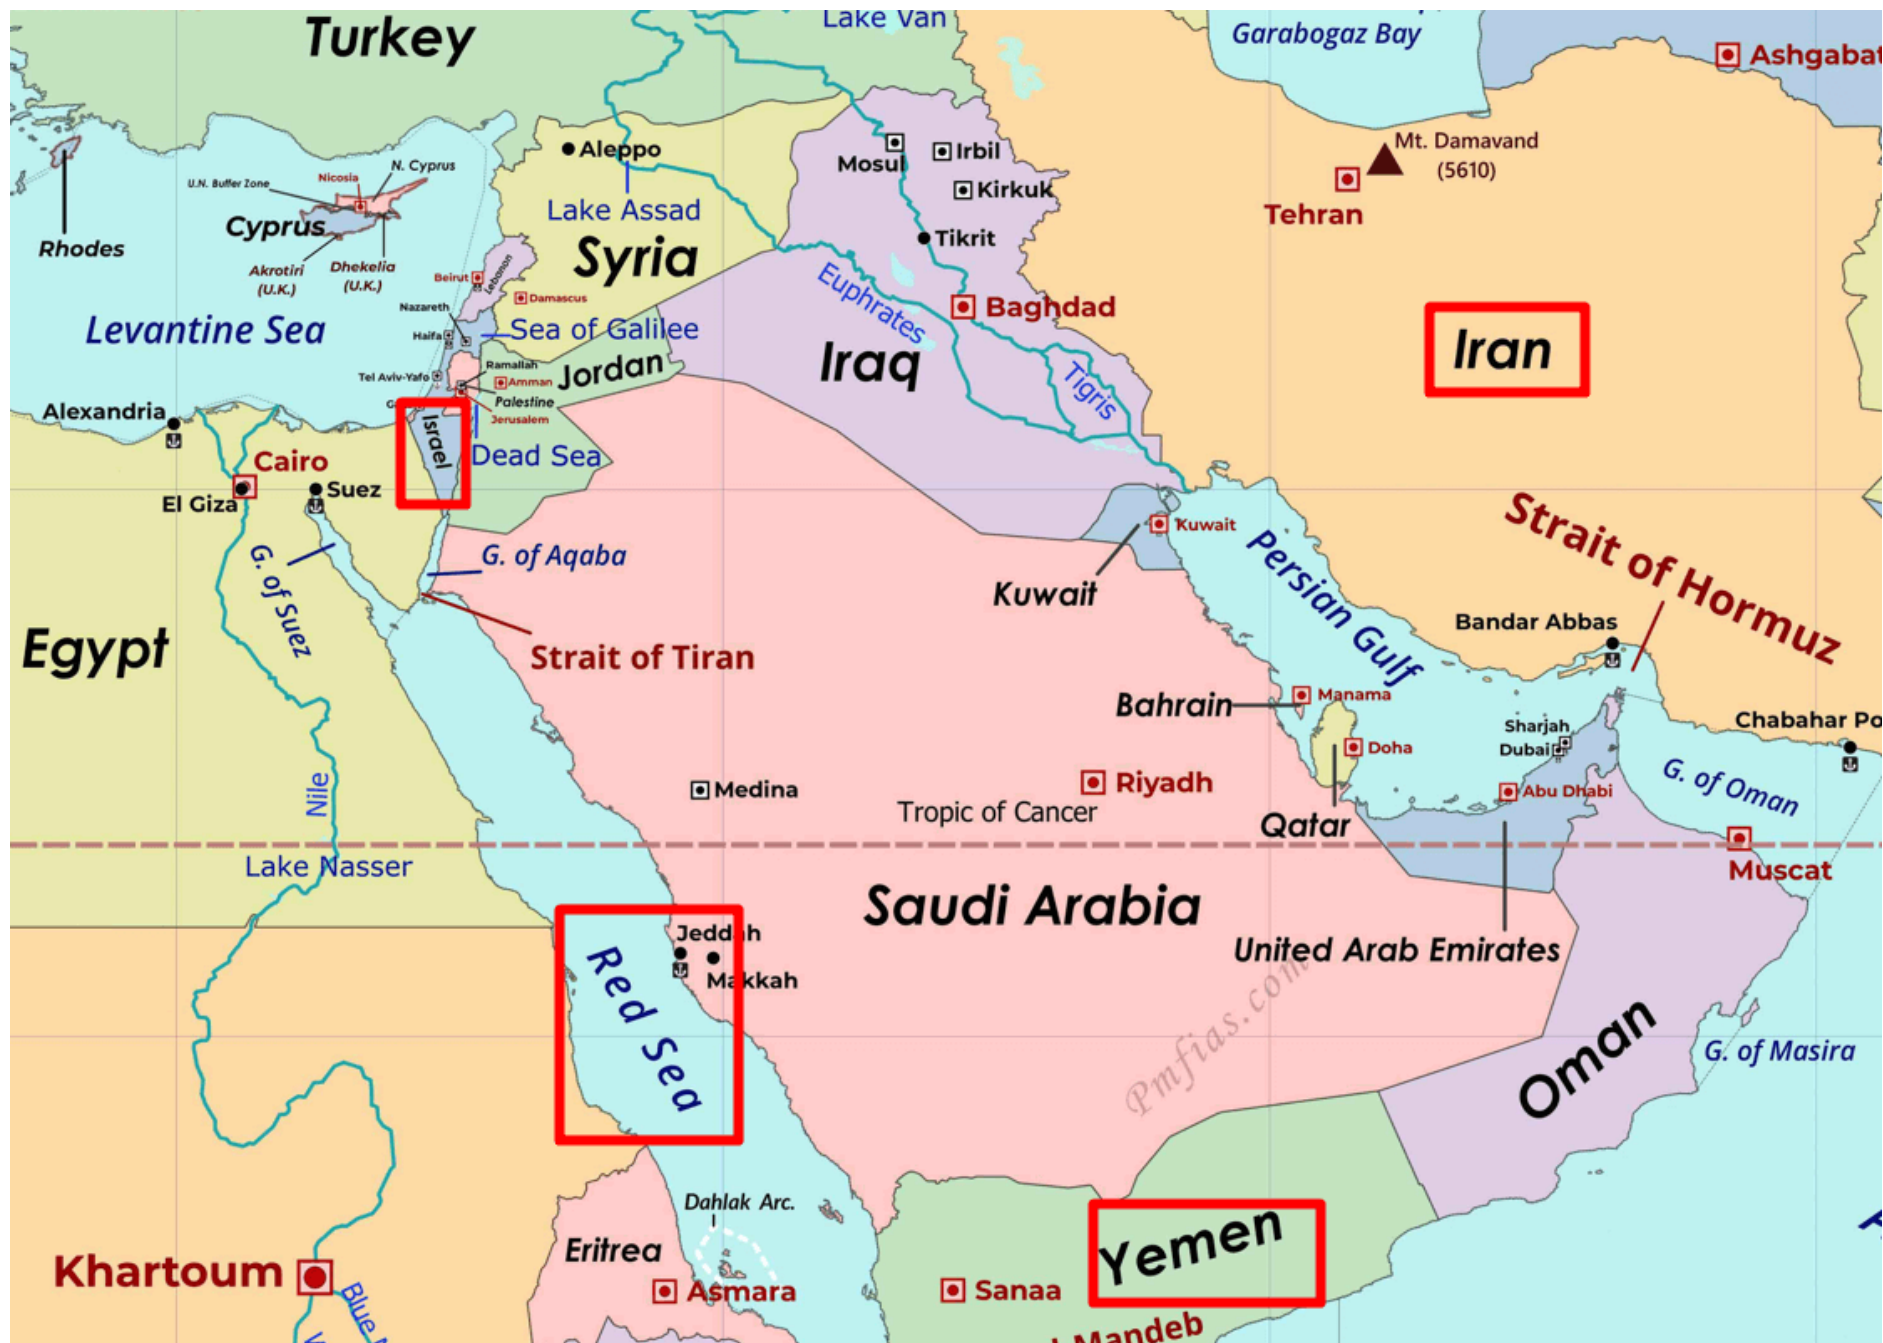 Lake Van
Turkey
Garabogaz Bay
Ashgabat
Mt. Damavand
(5610)
Aleppo
Mosul
Irbil
N. Cyprus
Nicosia
U.N. Buffer Zone
Kirkuk
Tehran
Lake Assad
Cyprus
Rhodes
Tikrit
Syria
Akrotiri
(U.K.)
Dhekelia
(U.K.)
Beirut
Lebanon
Damascus
Euphrates
Baghdad
Nazareth
Levantine Sea
Haifa
Sea of Galilee
Iran
Iraq
Jordan
Ramallah
Tel Aviv-Yafo
Amman
Tigris
Palestine
Alexandria
Jerusalem
Israel
Dead Sea
Cairo
El Giza
Suez
Kuwait
Strait of Hormuz
G. of Aqaba
G. of Suez
Kuwait
Persian Gulf
Bandar Abbas
Egypt
Strait of Tiran
Manama
Bahrain
Chabahar Po
Sharjah
Dubai
Doha
Riyadh
Medina
Nile
G. of Oman
Abu Dhabi
Tropic of Cancer
Qatar
Lake Nasser
Muscat
Saudi Arabia
Jeddah
Makkah
United Arab Emirates
Red Sea
Pmfias.com
Oman
G. of Masira
Dahlak Arc.
Eritrea
Yemen
Khartoum
Asmara
Sanaa
Blue
Mandeb